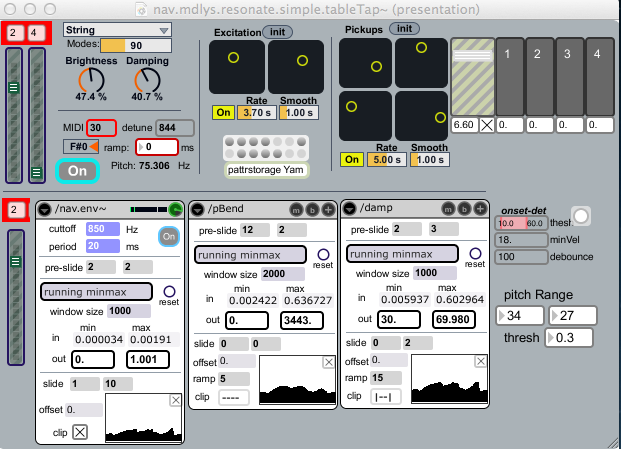 nav.mdlys.resonate.simple.tableTap~ (presentation)
2 4
String
Modes: 90
Brightness Damping
47.4 % 40.7 %
MIDI 30 detune 844
F#0 ramp: 0 ms
On Pitch: 75.306 Hz
Excitation init
Rate Smooth
On 3.70 s 1.00 s
pattrstorage Yam
Pickups init
Rate Smooth
On 5.00 s 1.00 s
1 2 3 4
6.60 0. 0. 0. 0.
2
/nav.env~
cuttoff 850 Hz On
period 20 ms
pre-slide 2 2
running minmax
reset
window size 1000
min max
in 0.000034 0.00191
out 0. 1.001
slide 1 10
offset 0.
clip
/pBend m b +
pre-slide 12 2
running minmax
window size 2000 reset
min max
in 0.002422 0.636727
out 0. 3443.
slide 0 0
offset 0.
ramp 5
clip ----
/damp m b +
pre-slide 2 3
running minmax
window size 1000 reset
min max
in 0.005937 0.602964
out 30. 69.980
slide 0 2
offset 0.
ramp 15
clip |--|
onset-det
10.0 60.0 thesh
18. minVel
100 debounce
pitch Range
34 27
thresh 0.3